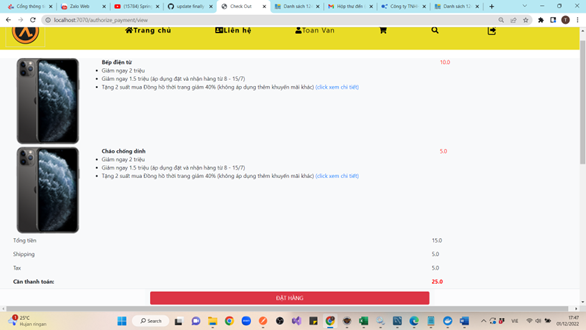 Cổng thông t
Zalo Web
(15784) Spri
update finally
Check Out
Danh sách 12
Hộp thư đến
Công ty TNH
Danh sách 12
localhost:7070/authorize_payment/view
Trang chủ
Liên hệ
Toan Van
Bếp điện từ
10.0
Giảm ngay 2 triệu
Giảm ngay 1.5 triệu (áp dụng đặt và nhận hàng từ 8 - 15/7)
Tặng 2 suất mua Đồng hồ thời trang giảm 40% (không áp dụng thêm khuyến mãi khác) (click xem chi tiết)
Chảo chống dính
5.0
Giảm ngay 2 triệu
Giảm ngay 1.5 triệu (áp dụng đặt và nhận hàng từ 8 - 15/7)
Tặng 2 suất mua Đồng hồ thời trang giảm 40% (không áp dụng thêm khuyến mãi khác) (click xem chi tiết)
Tổng tiền 15.0
Shipping 5.0
Tax 5.0
Cần thanh toán: 25.0
ĐẶT HÀNG
25°C
Huyện Angan
Search
VIE
17:47
05/12/2022